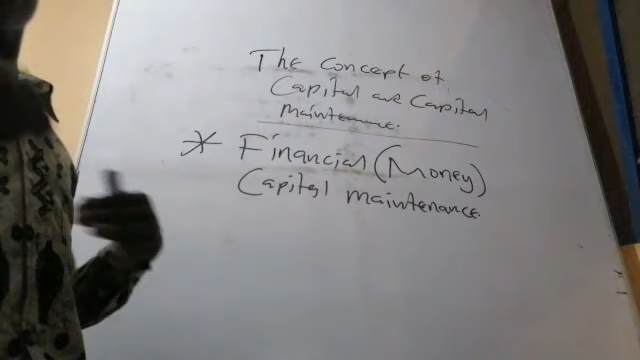 The Concept of
Capital and Capital
Maintenance.
* Financial (Money)
Capital maintenance.